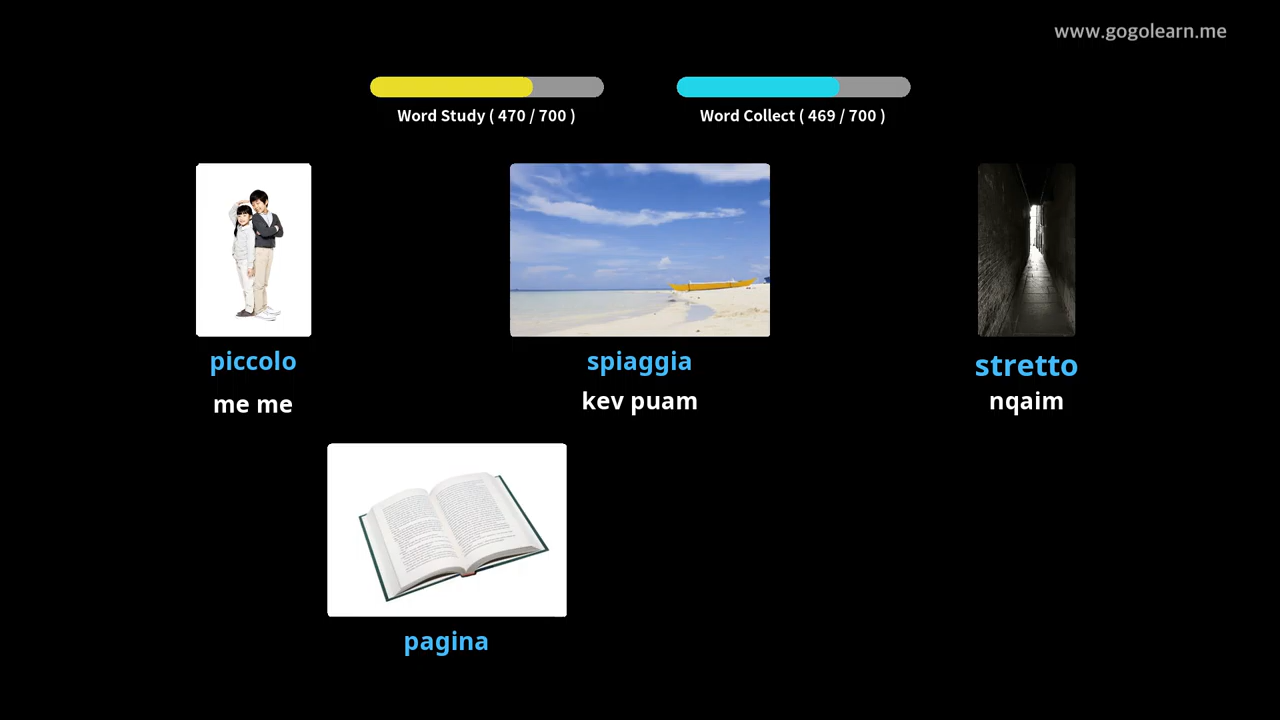 www.gogolearn.me
Word Study ( 470 / 700 )
Word Collect ( 469 / 700 )
piccolo
spiaggia
stretto
me me
kev puam
nqaim
pagina